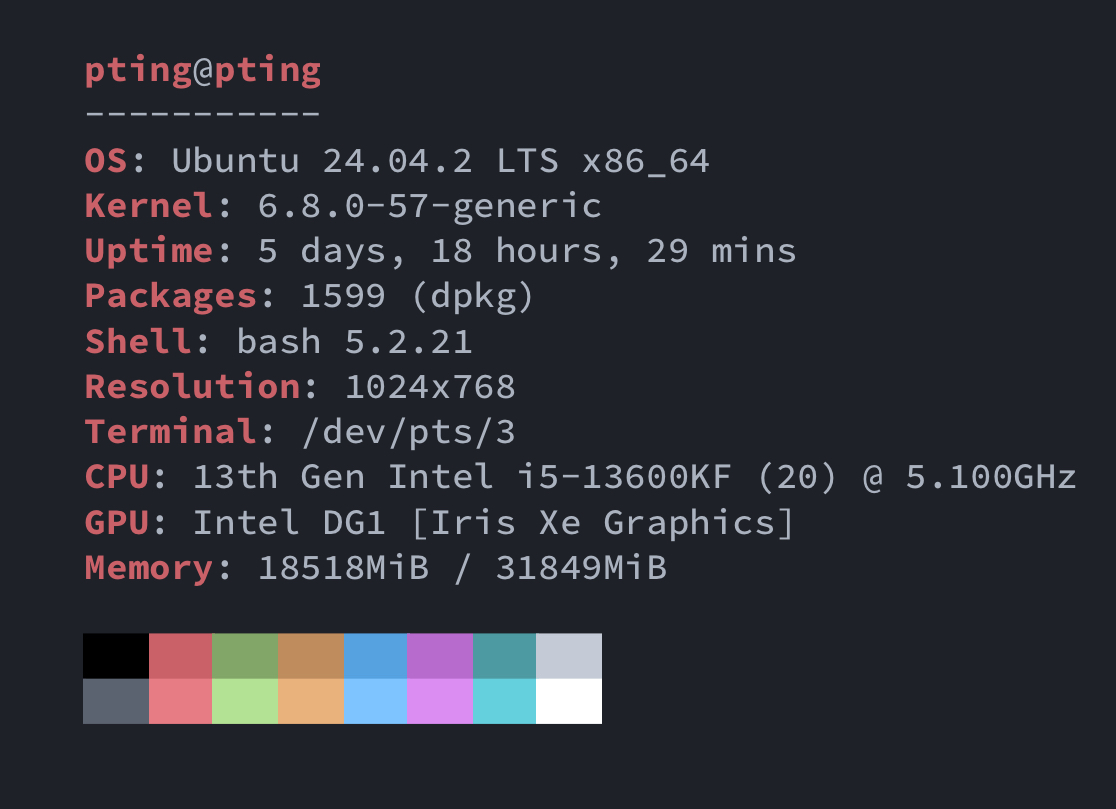 pting@pting
-----------
OS: Ubuntu 24.04.2 LTS x86_64
Kernel: 6.8.0-57-generic
Uptime: 5 days, 18 hours, 29 mins
Packages: 1599 (dpkg)
Shell: bash 5.2.21
Resolution: 1024x768
Terminal: /dev/pts/3
CPU: 13th Gen Intel i5-13600KF (20) @ 5.100GHz
GPU: Intel DG1 [Iris Xe Graphics]
Memory: 18518MiB / 31849MiB